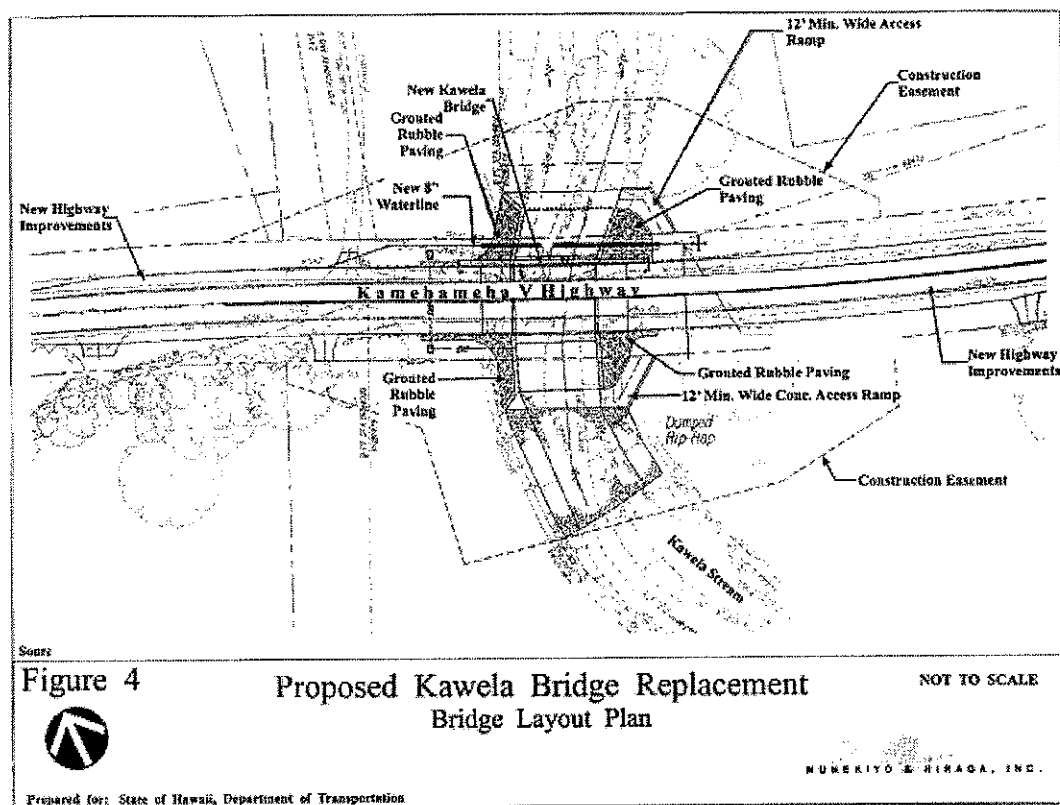 12' Min. Wide Access
Ramp
Construction
Easement
New Kawela
Bridge
Grouted
Rubble
Paving
Grouted Rubble
Paving
New 8"
Waterline
New Highway
Improvements
Kamehameha V Highway
New Highway
Improvements
Grouted
Rubble
Paving
Grouted Rubble Paving
12' Min. Wide Conc. Access Ramp
Dumped
Rip Rap
Construction Easement
Kawela Stream
Figure 4
Proposed Kawela Bridge Replacement
Bridge Layout Plan
NOT TO SCALE
MUNEKIYO & HIRAGA, INC.
Prepared for: State of Hawaii, Department of Transportation